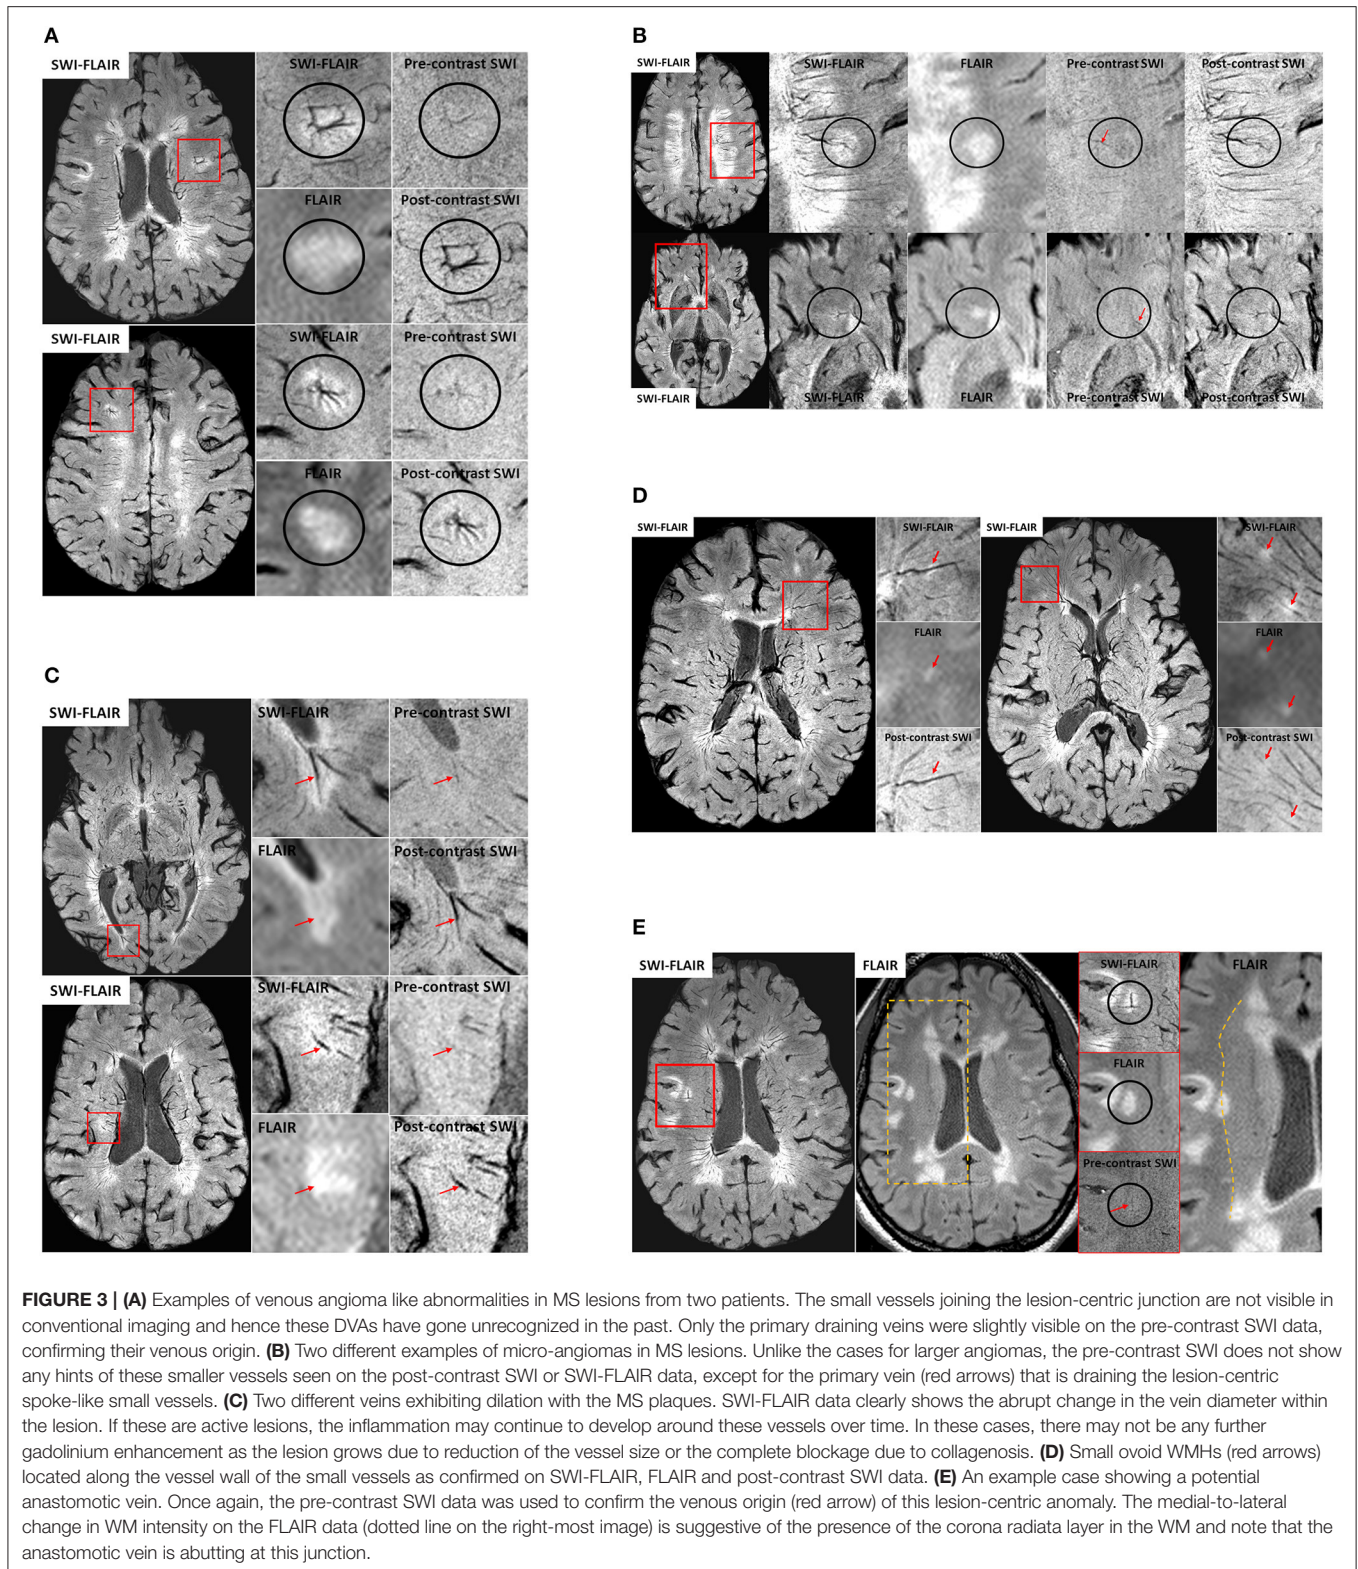 A
SWI-FLAIR
SWI-FLAIR
Pre-contrast SWI
FLAIR
Post-contrast SWI
SWI-FLAIR
SWI-FLAIR
Pre-contrast SWI
FLAIR
Post-contrast SWI
B
SWI-FLAIR
SWI-FLAIR
FLAIR
Pre-contrast SWI
Post-contrast SWI
SWI-FLAIR
SWI-FLAIR
FLAIR
Pre-contrast SWI
Post-contrast SWI
C
SWI-FLAIR
SWI-FLAIR
Pre-contrast SWI
FLAIR
Post-contrast SWI
SWI-FLAIR
SWI-FLAIR
Pre-contrast SWI
FLAIR
Post-contrast SWI
D
SWI-FLAIR
SWI-FLAIR
FLAIR
Post-contrast SWI
SWI-FLAIR
SWI-FLAIR
FLAIR
Post-contrast SWI
E
SWI-FLAIR
FLAIR
SWI-FLAIR
FLAIR
Pre-contrast SWI
FLAIR
FIGURE 3 | (A) Examples of venous angioma like abnormalities in MS lesions from two patients. The small vessels joining the lesion-centric junction are not visible in
conventional imaging and hence these DVAs have gone unrecognized in the past. Only the primary draining veins were slightly visible on the pre-contrast SWI data,
confirming their venous origin. (B) Two different examples of micro-angiomas in MS lesions. Unlike the cases for larger angiomas, the pre-contrast SWI does not show
any hints of these smaller vessels seen on the post-contrast SWI or SWI-FLAIR data, except for the primary vein (red arrows) that is draining the lesion-centric
spoke-like small vessels. (C) Two different veins exhibiting dilation with the MS plaques. SWI-FLAIR data clearly shows the abrupt change in the vein diameter within
the lesion. If these are active lesions, the inflammation may continue to develop around these vessels over time. In these cases, there may not be any further
gadolinium enhancement as the lesion grows due to reduction of the vessel size or the complete blockage due to collagenosis. (D) Small ovoid WMHs (red arrows)
located along the vessel wall of the small vessels as confirmed on SWI-FLAIR, FLAIR and post-contrast SWI data. (E) An example case showing a potential
anastomotic vein. Once again, the pre-contrast SWI data was used to confirm the venous origin (red arrow) of this lesion-centric anomaly. The medial-to-lateral
change in WM intensity on the FLAIR data (dotted line on the right-most image) is suggestive of the presence of the corona radiata layer in the WM and note that the
anastomotic vein is abutting at this junction.